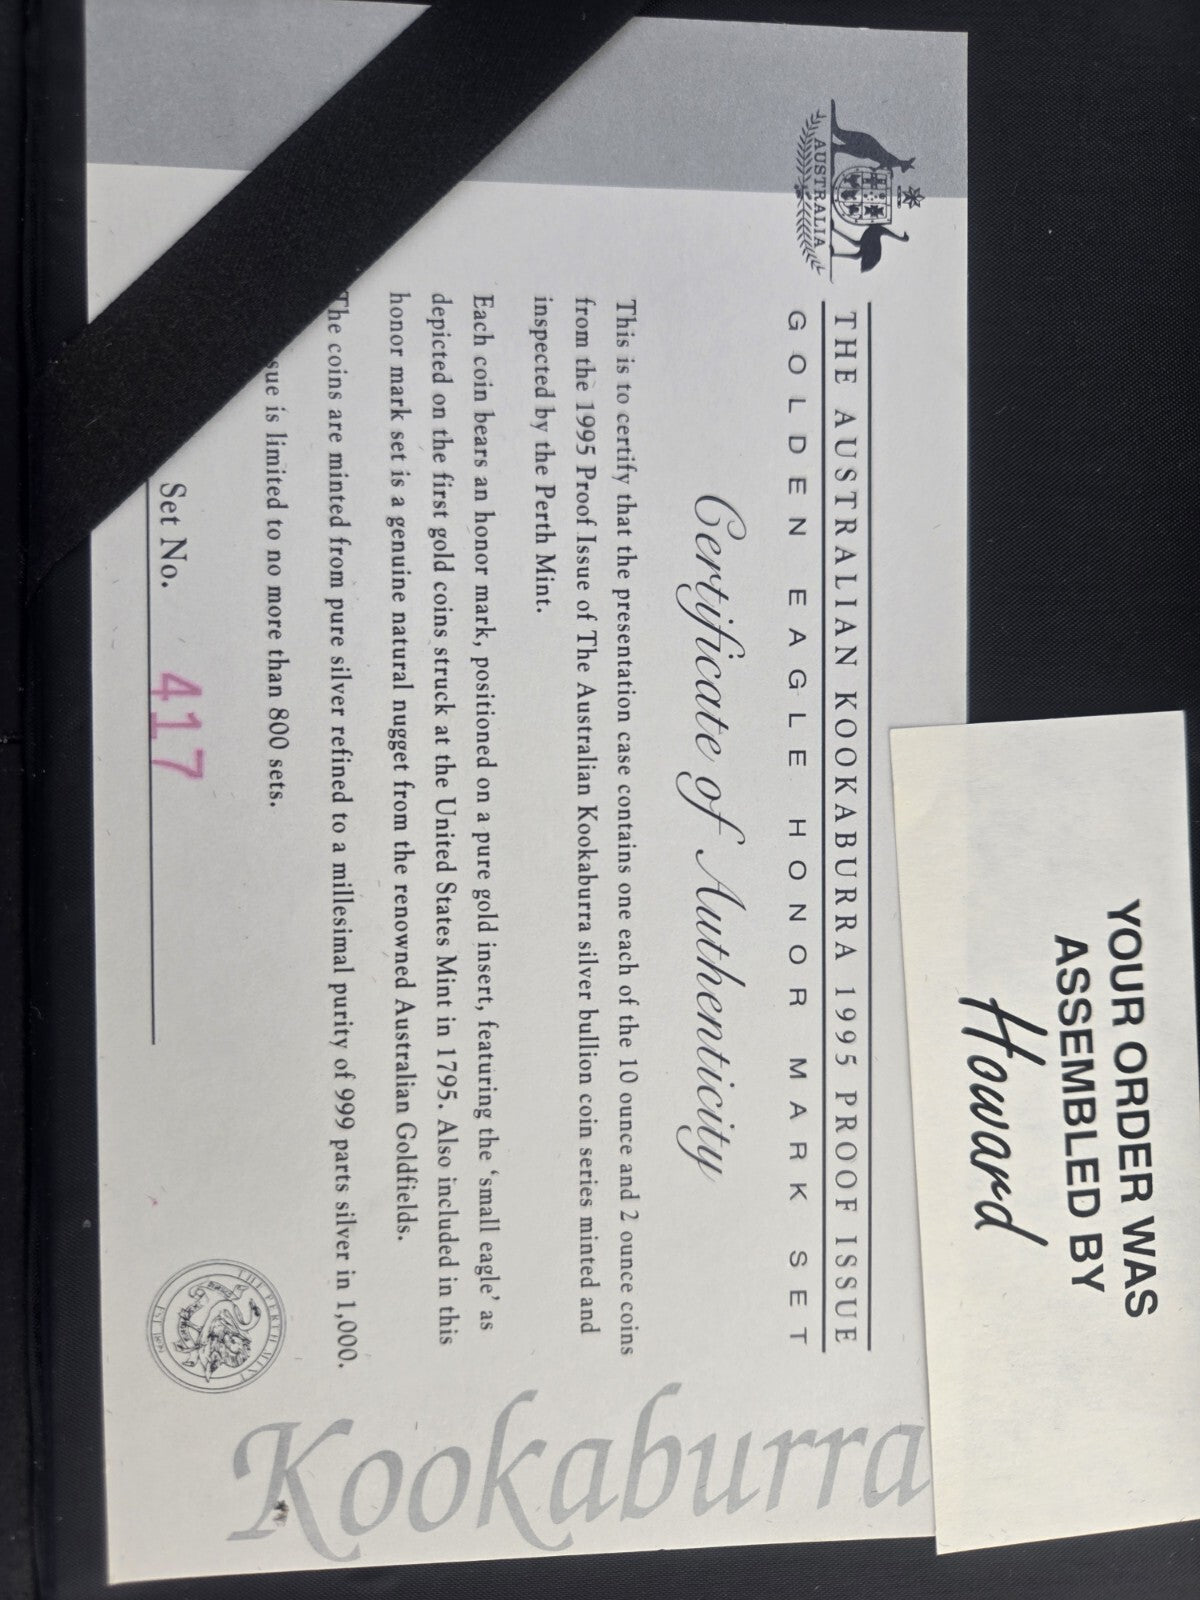 AUSTRALIA
THE AUSTRALIAN KOOKABURRA 1995 PROOF ISSUE
GOLDEN EAGLE HONOR MARK SET
Certificate of Authenticity
This is to certify that the presentation case contains one each of the 10 ounce and 2 ounce coins
from the 1995 Proof Issue of The Australian Kookaburra silver bullion coin series minted and
inspected by the Perth Mint.
Each coin bears an honor mark, positioned on a pure gold insert, featuring the ‘small eagle’ as
depicted on the first gold coins struck at the United States Mint in 1795. Also included in this
honor mark set is a genuine natural nugget from the renowned Australian Goldfields.
The coins are minted from pure silver refined to a millesimal purity of 999 parts silver in 1,000.
sue is limited to no more than 800 sets.
Set No. 417
THE PERTH MINT
EST 1899
Kookaburra
YOUR ORDER WAS
ASSEMBLED BY
Howard